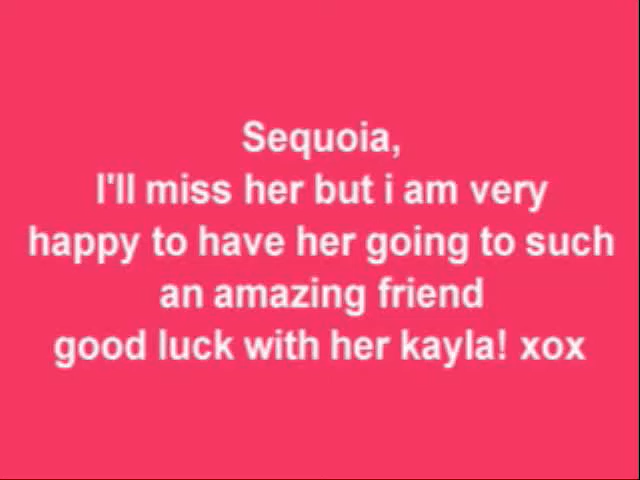 Sequoia,
I'll miss her but i am very
happy to have her going to such
an amazing friend
good luck with her kayla! xox